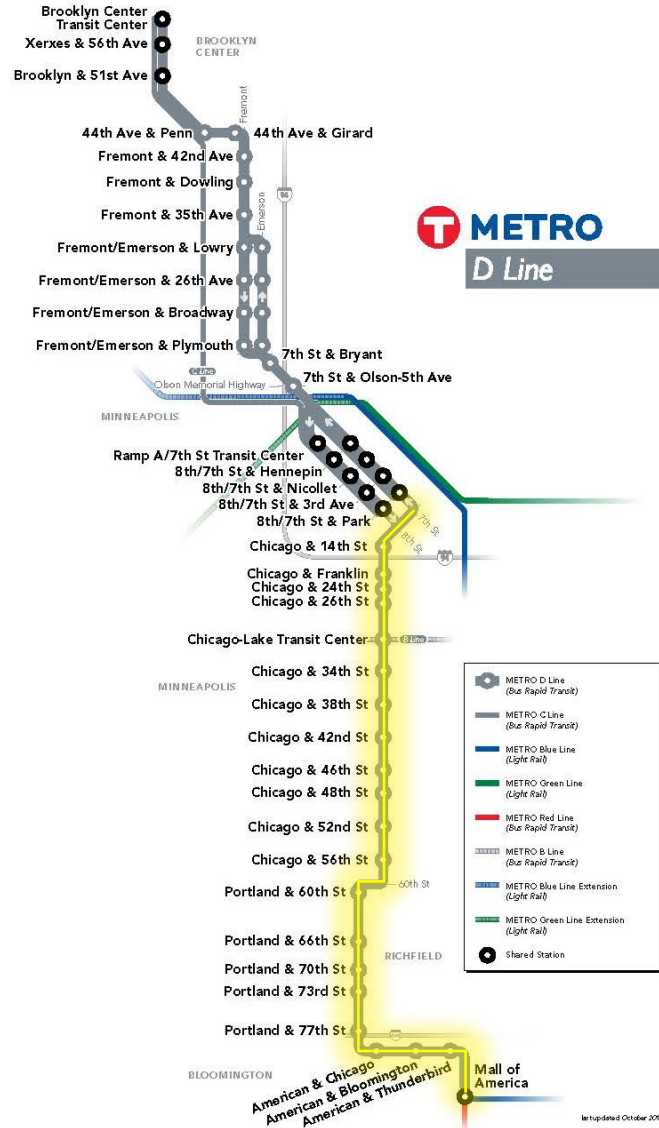 Brooklyn Center
Transit Center
Xerxes & 56th Ave
BROOKLYN
CENTER
Brooklyn & 51st Ave
Fremont
44th Ave & Penn
44th Ave & Girard
Fremont & 42nd Ave
Fremont & Dowling
94
Emerson
Fremont & 35th Ave
T METRO
D Line
Fremont/Emerson & Lowry
Fremont/Emerson & 26th Ave
Fremont/Emerson & Broadway
Fremont/Emerson & Plymouth
7th St & Bryant
C Line
7th St & Olson-5th Ave
Olson Memorial Highway
MINNEAPOLIS
Ramp A/7th St Transit Center
8th/7th St & Hennepin
8th/7th St & Nicollet
8th/7th St & 3rd Ave
8th/7th St & Park
7th St
8th St
Chicago & 14th St
94
Chicago & Franklin
Chicago & 24th St
Chicago & 26th St
Chicago-Lake Transit Center
B Line
Chicago & 34th St
MINNEAPOLIS
Chicago & 38th St
Chicago & 42nd St
Chicago & 46th St
Chicago & 48th St
Chicago & 52nd St
Chicago & 56th St
60th St
Portland & 60th St
Portland & 66th St
RICHFIELD
Portland & 70th St
Portland & 73rd St
Portland & 77th St
BLOOMINGTON
American & Chicago
American & Bloomington
American & Thunderbird
Mall of
America
METRO D Line
(Bus Rapid Transit)
METRO C Line
(Bus Rapid Transit)
METRO Blue Line
(Light Rail)
METRO Green Line
(Light Rail)
METRO Red Line
(Bus Rapid Transit)
METRO B Line
(Bus Rapid Transit)
METRO Blue Line Extension
(Light Rail)
METRO Green Line Extension
(Light Rail)
Shared Station
last updated October 201